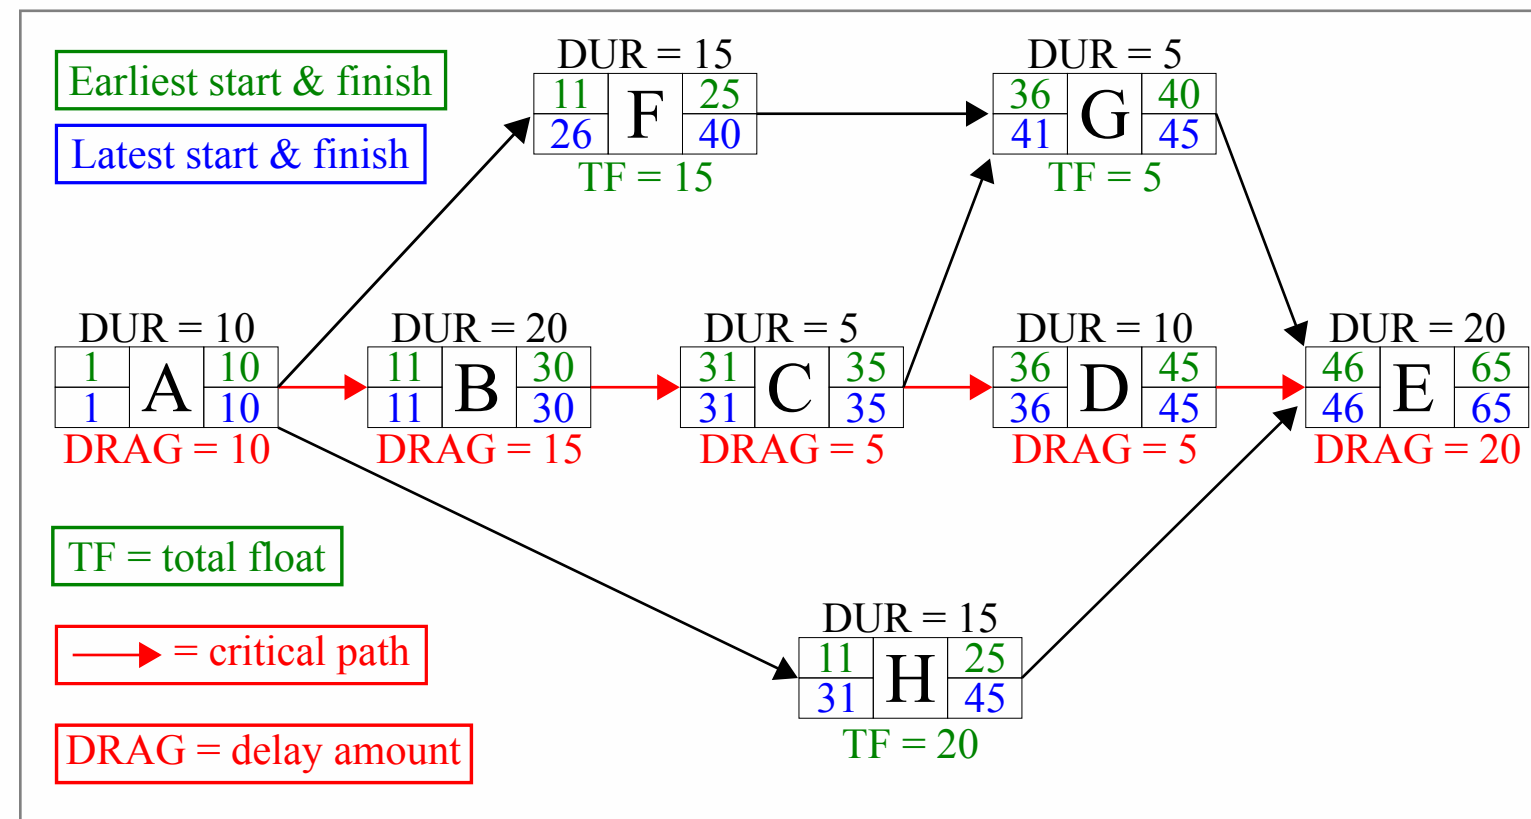 Earliest start & finish
Latest start & finish
DUR = 15
11 F 25
26 40
TF = 15
DUR = 5
36 G 40
41 45
TF = 5
DUR = 10
1 A 10
1 10
DRAG = 10
DUR = 20
11 B 30
11 30
DRAG = 15
DUR = 5
31 C 35
31 35
DRAG = 5
DUR = 10
36 D 45
36 45
DRAG = 5
DUR = 20
46 E 65
46 65
DRAG = 20
TF = total float
= critical path
DRAG = delay amount
DUR = 15
11 H 25
31 45
TF = 20